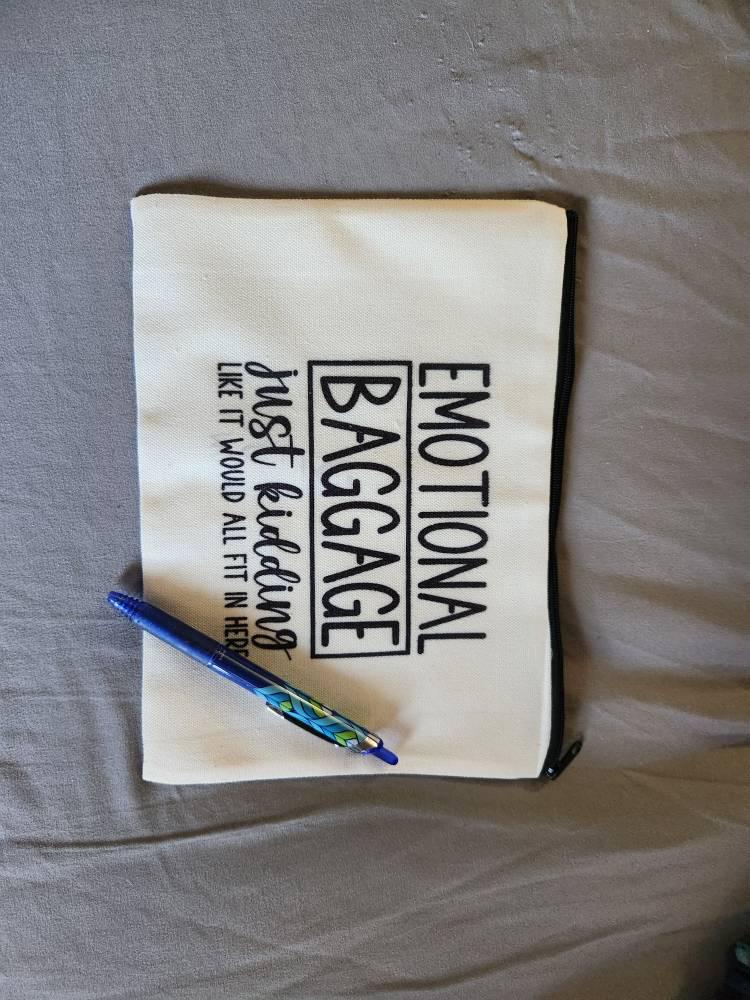 EMOTIONAL
BAGGAGE
just kidding
LIKE IT WOULD ALL FIT IN HERE